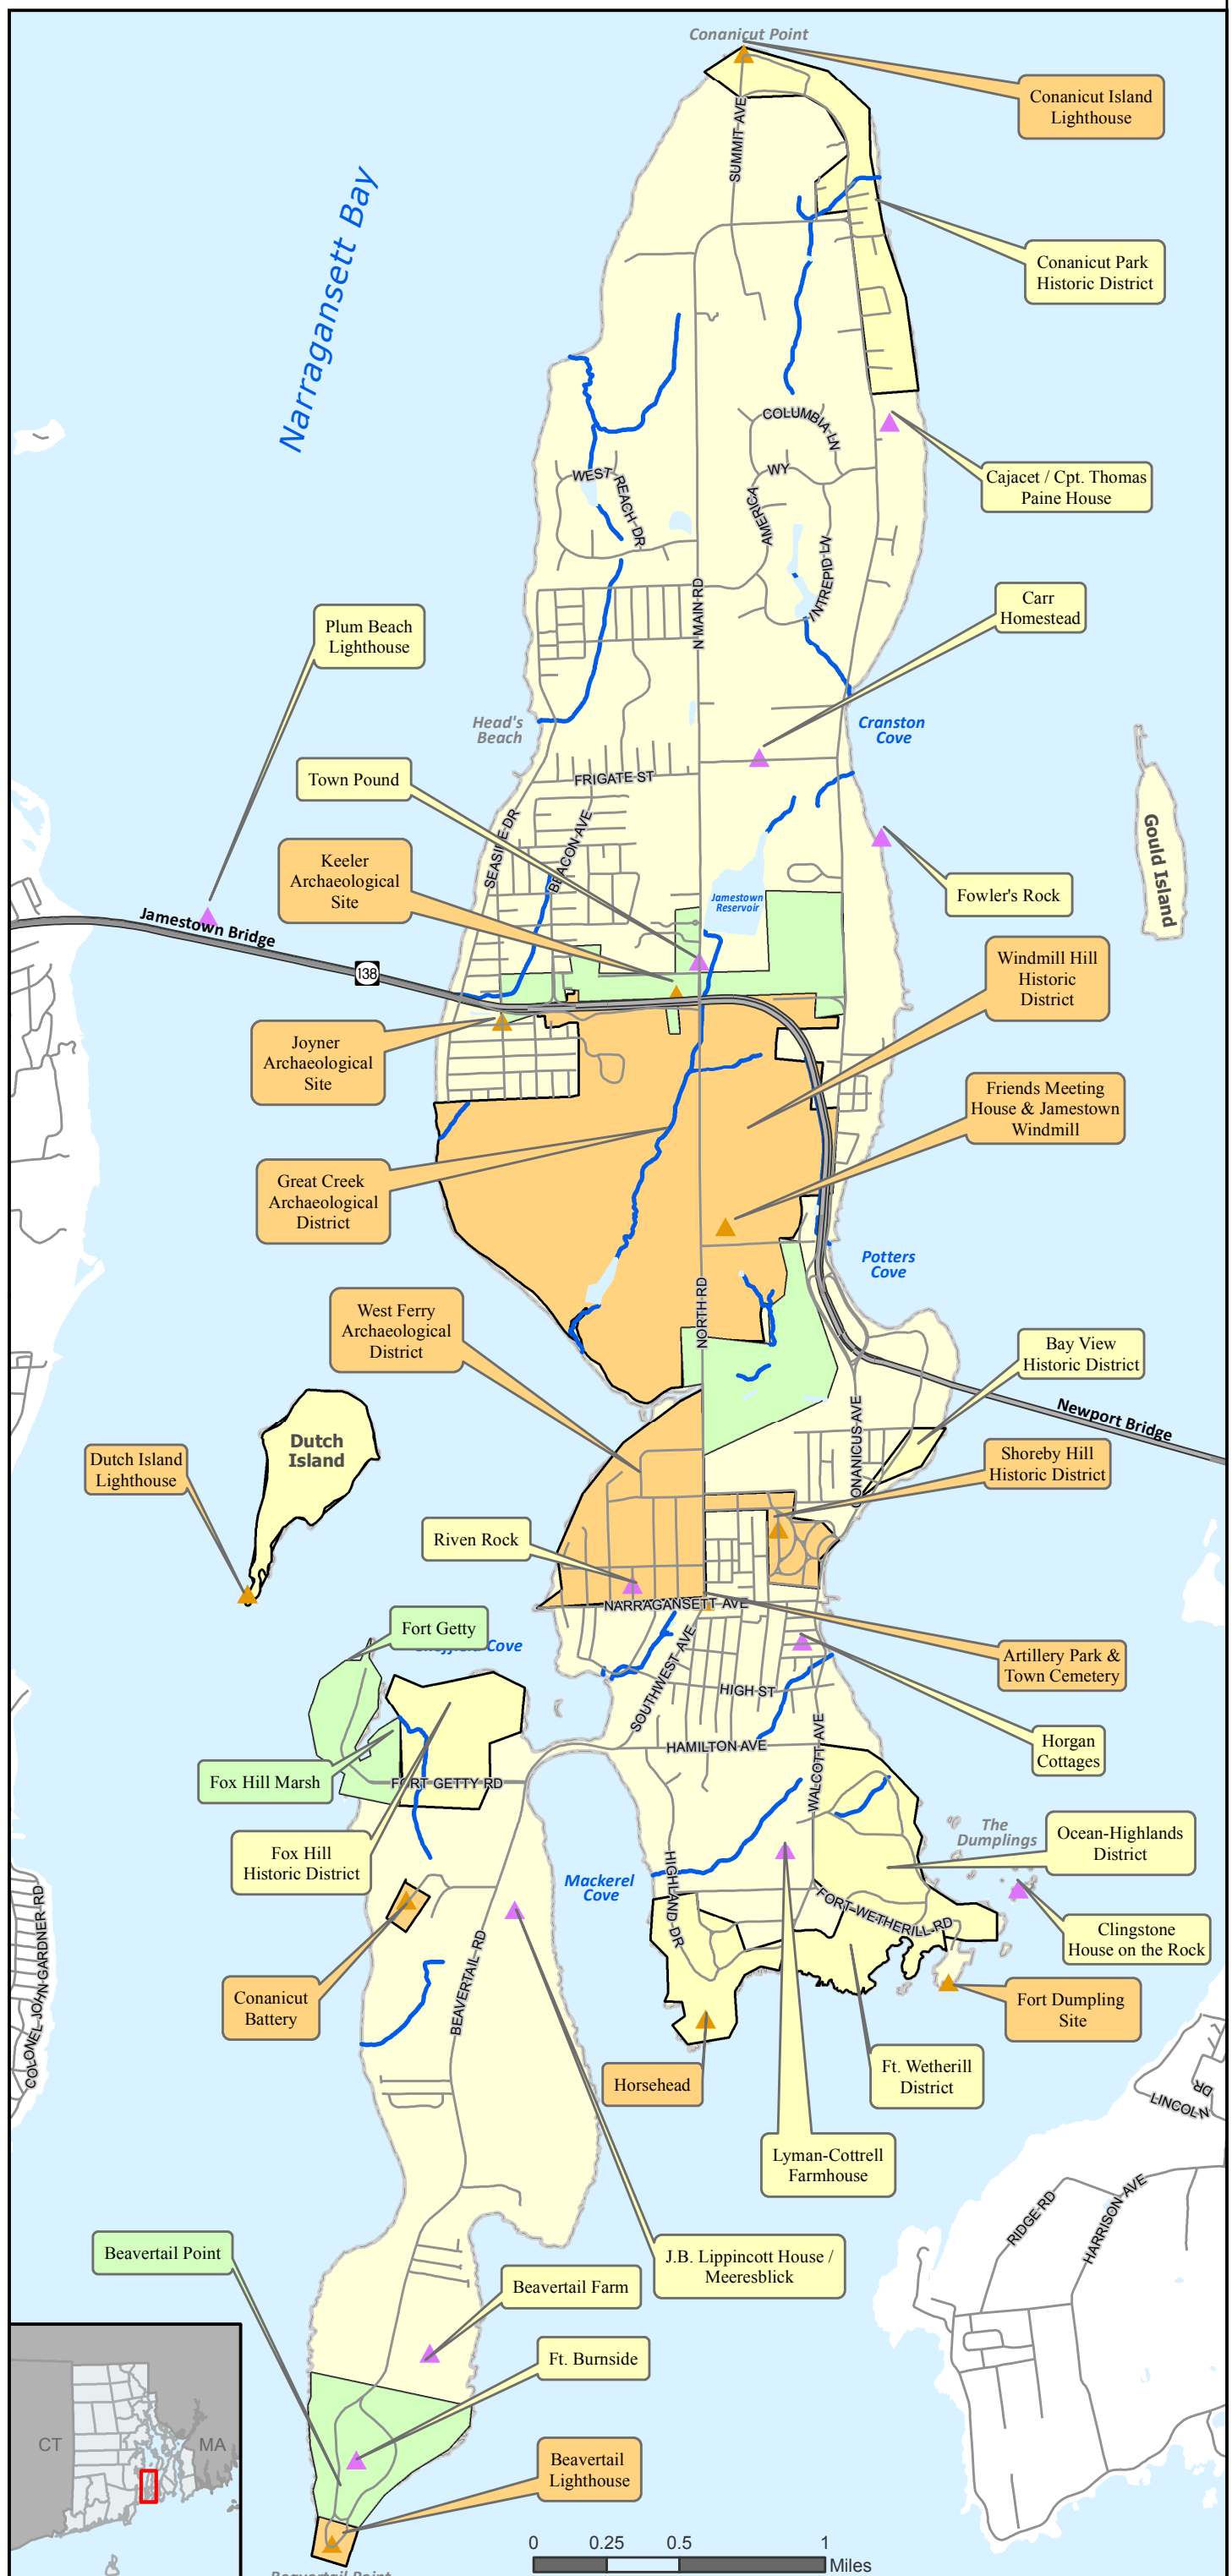 Conanicut Point
Conanicut Island
Lighthouse
SUMMIT AVE
Narragansett Bay
Conanicut Park
Historic District
COLUMBIA LN
WEST REACH DR
AMERICA WY
INTREPID LN
Cajacet / Cpt. Thomas
Paine House
N MAIN RD
Carr
Homestead
Plum Beach
Lighthouse
Head's
Beach
Cranston
Cove
FRIGATE ST
Town Pound
SEASIDE DR
BEACON AVE
Gould Island
Keeler
Archaeological
Site
Jamestown
Reservoir
Fowler's Rock
Jamestown Bridge
138
Windmill Hill
Historic
District
Joyner
Archaeological
Site
Friends Meeting
House & Jamestown
Windmill
Great Creek
Archaeological
District
Potters
Cove
NORTH RD
West Ferry
Archaeological
District
Bay View
Historic District
Newport Bridge
CONANICUS AVE
Dutch
Island
Dutch Island
Lighthouse
Shoreby Hill
Historic District
Riven Rock
NARRAGANSETT AVE
Fort Getty
Cove
SOUTHWEST AVE
Artillery Park &
Town Cemetery
HIGH ST
HAMILTON AVE
WALCOTT AVE
Horgan
Cottages
Fox Hill Marsh
FORT GETTY RD
Fox Hill
Historic District
The
Dumplings
Ocean-Highlands
District
Mackerel
Cove
HIGHLAND DR
FORT WETHERILL RD
Clingstone
House on the Rock
COLONEL JOHN GARDNER RD
BEAVERTAIL RD
Conanicut
Battery
Fort Dumpling
Site
Horsehead
Ft. Wetherill
District
LINCOLN DR
Lyman-Cottrell
Farmhouse
RIDGE RD
HARRISON AVE
Beavertail Point
J.B. Lippincott House /
Meeresblick
Beavertail Farm
Ft. Burnside
CT
MA
Beavertail
Lighthouse
0 0.25 0.5 1
Miles
Beavertail Point